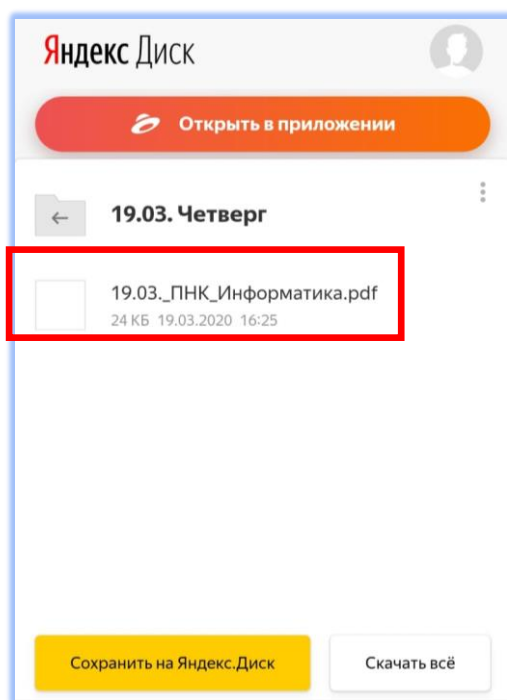 Яндекс Диск
Открыть в приложении
19.03. Четверг
19.03._ПНК_Информатика.pdf
24 КБ 19.03.2020 16:25
Сохранить на Яндекс.Диск
Скачать всё